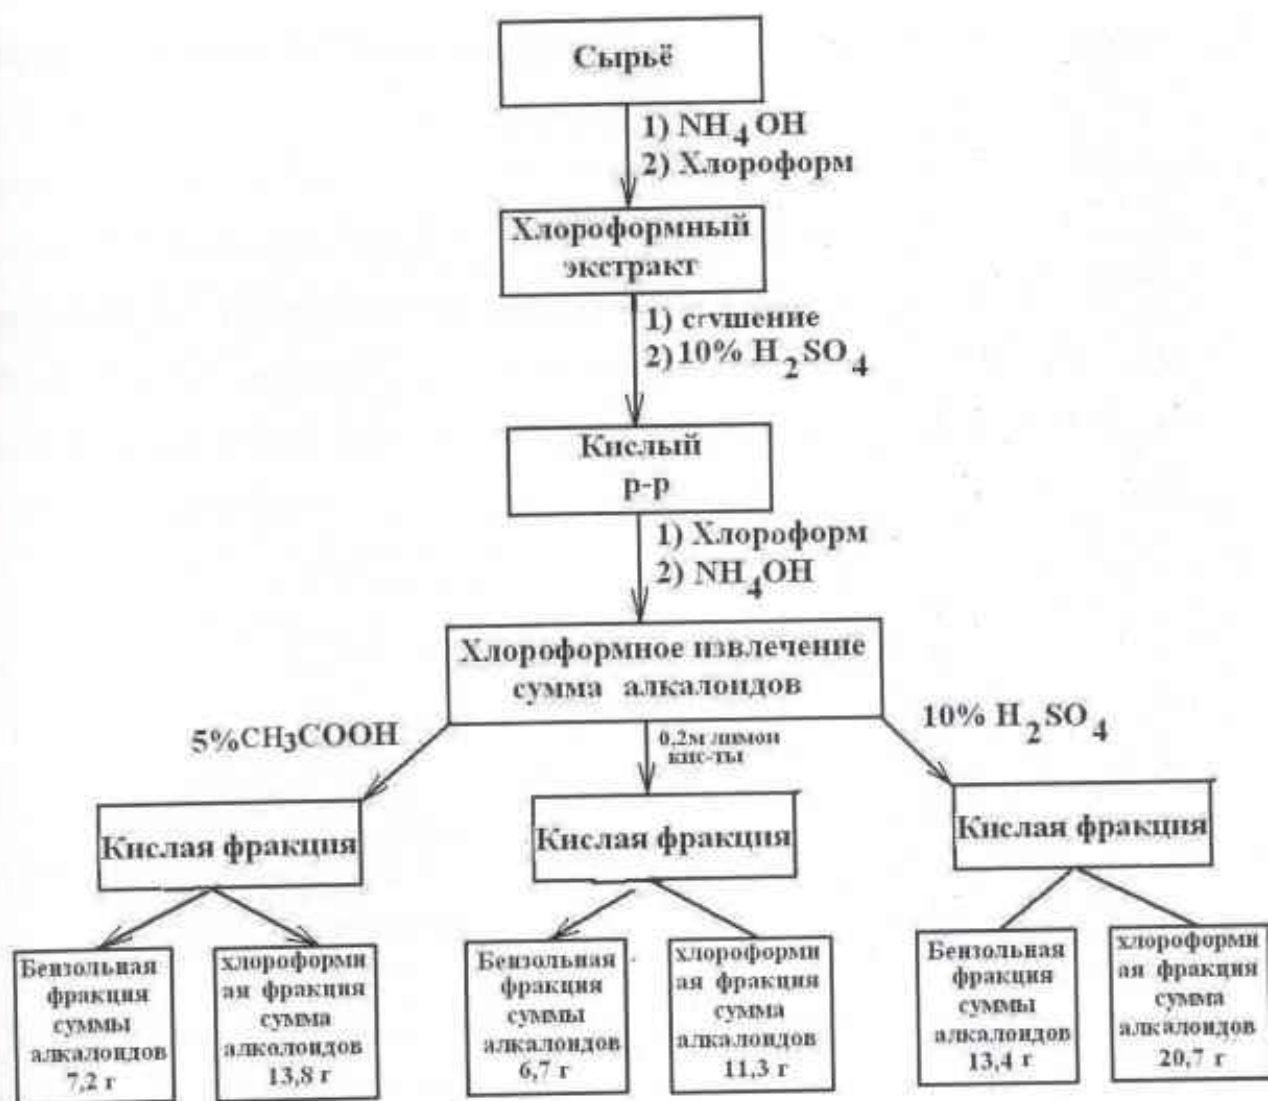 Сырьё
1) NH4OH
2) Хлороформ
Хлороформный
экстракт
1) сгушение
2) 10% H2SO4
Кислый
р-р
1) Хлороформ
2) NH4OH
Хлороформное извлечение
сумма алкалоидов
5%CH3COOH
0,2м лимон
кис-ты
10% H2SO4
Кислая фракция
Кислая фракция
Кислая фракция
Бензольная
фракция
суммы
алкалоидов
7,2 г
хлороформн
ая фракция
сумма
алколоидов
13,8 г
Бензольная
фракция
суммы
алкалоидов
6,7 г
хлороформн
ая фракция
сумма
алкалоидов
11,3 г
Бензольная
фракция
суммы
алкалоидов
13,4 г
хлороформн
ая фракция
сумма
алкалоидов
20,7 г